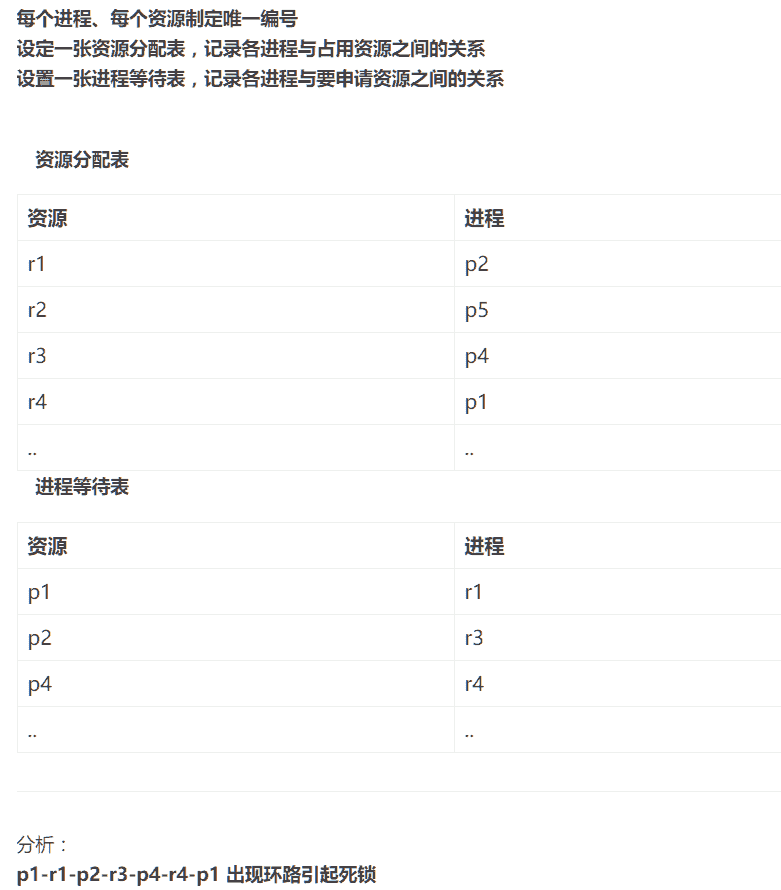 每个进程、每个资源制定唯一编号
设定一张资源分配表，记录各进程与占用资源之间的关系
设置一张进程等待表，记录各进程与要申请资源之间的关系
资源分配表
资源 进程
r1 p2
r2 p5
r3 p4
r4 p1
.. ..
进程等待表
资源 进程
p1 r1
p2 r3
p4 r4
.. ..
分析：
p1-r1-p2-r3-p4-r4-p1 出现环路引起死锁